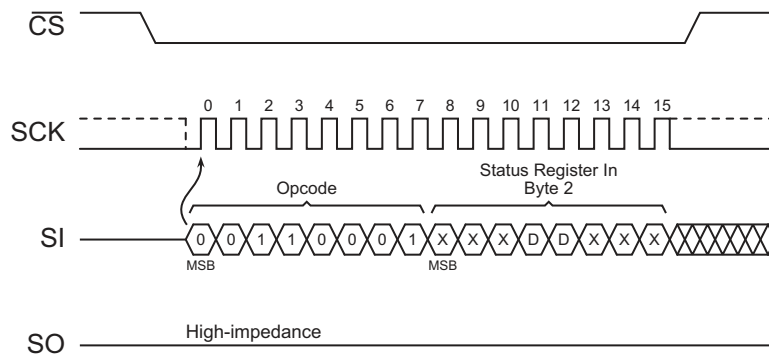 CS
0 1 2 3 4 5 6 7 8 9 10 11 12 13 14 15
SCK
Opcode
Status Register In
Byte 2
SI
0 0 1 1 0 0 0 1 X X X D D X X X
MSB MSB
High-impedance
SO